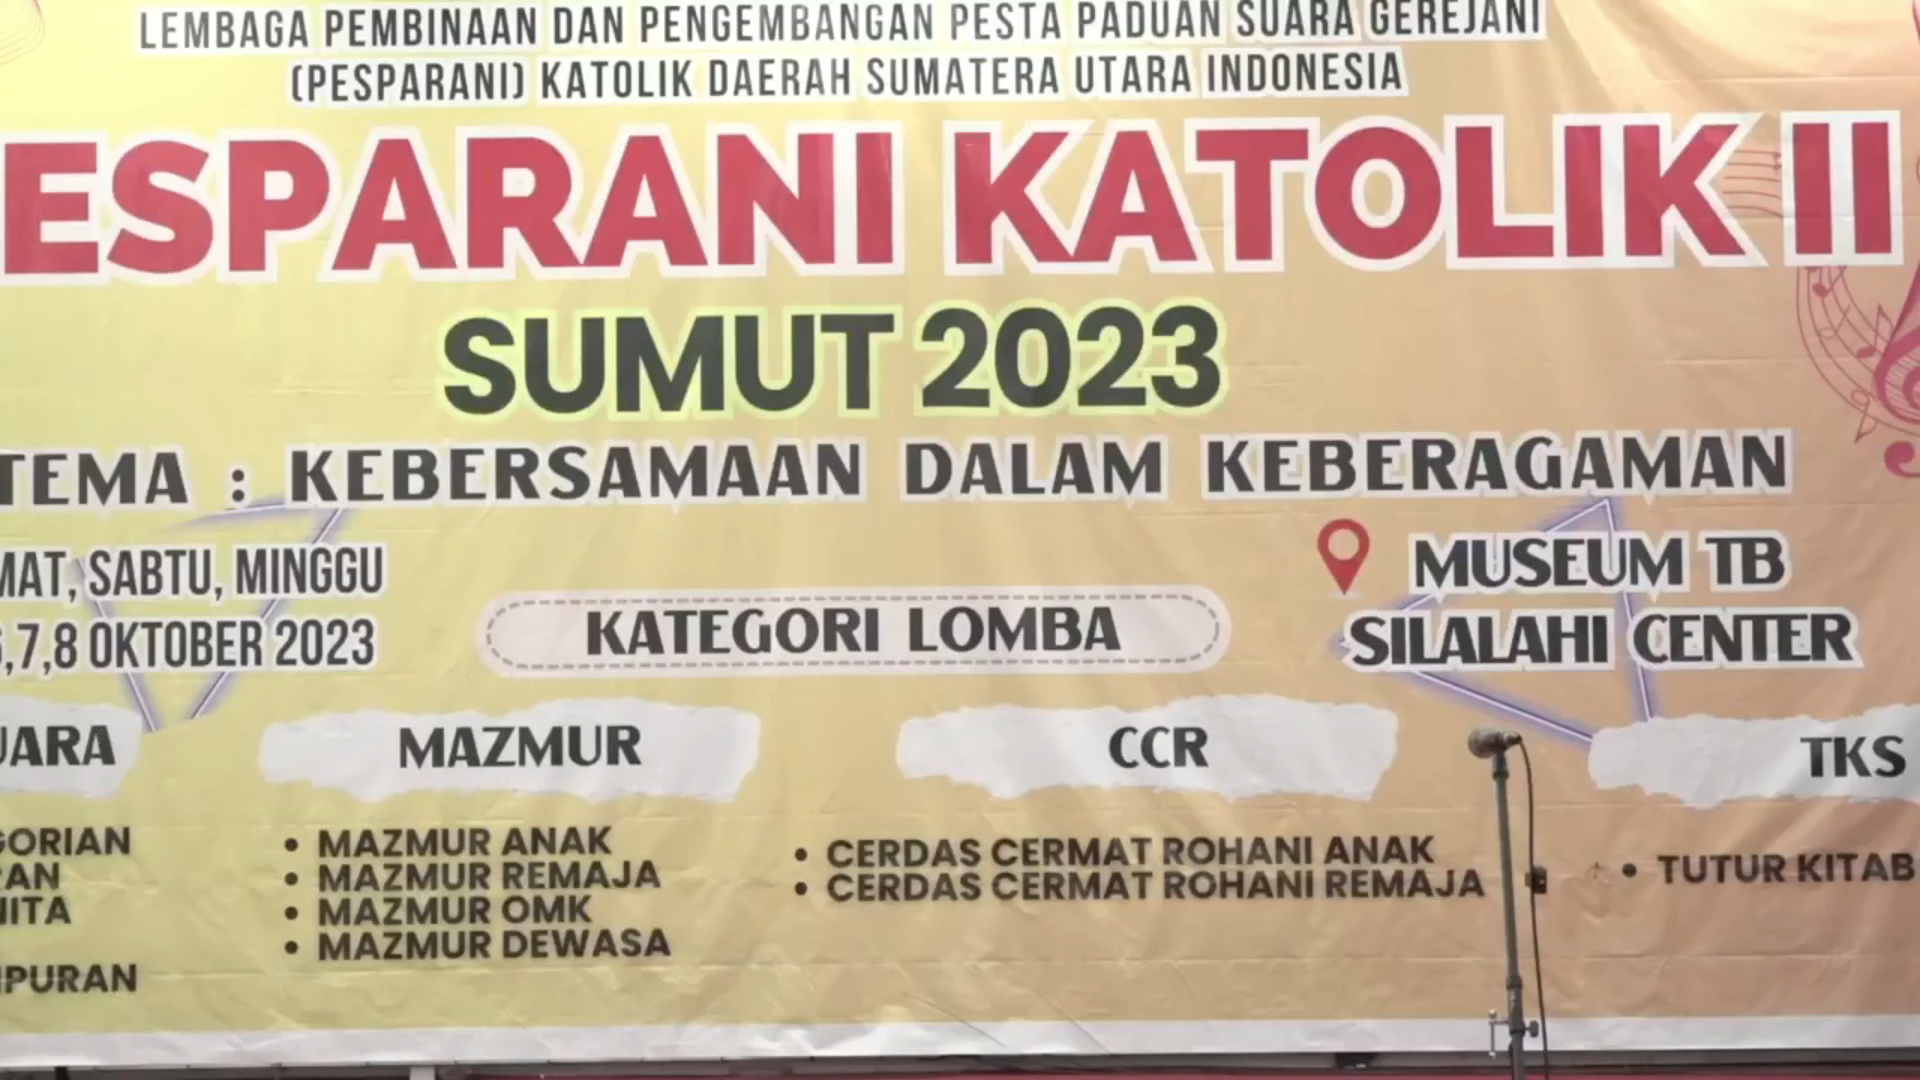 LEMBAGA PEMBINAAN DAN PENGEMBANGAN PESTA PADUAN SUARA GEREJANI
(PESPARANI) KATOLIK DAERAH SUMATERA UTARA INDONESIA
ESPARANI KATOLIK II
SUMUT 2023
TEMA : KEBERSAMAAN DALAM KEBERAGAMAN
MAT, SABTU, MINGGU
6,7,8 OKTOBER 2023
KATEGORI LOMBA
MUSEUM TB
SILALAHI CENTER
UARA
GORIAN
RAN
NITA
MPURAN
MAZMUR
• MAZMUR ANAK
• MAZMUR REMAJA
• MAZMUR OMK
• MAZMUR DEWASA
CCR
• CERDAS CERMAT ROHANI ANAK
• CERDAS CERMAT ROHANI REMAJA
TKS
• TUTUR KITAB